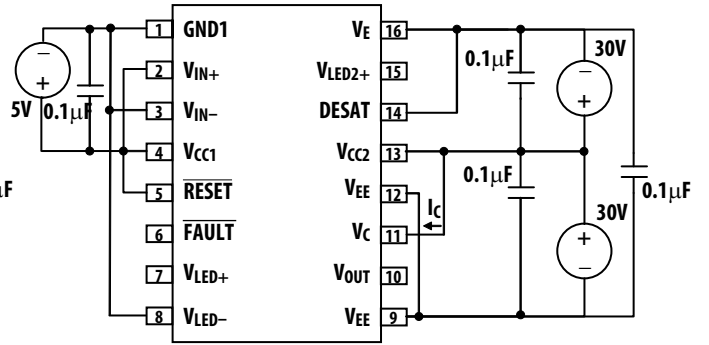 1 GND1
2 VIN+
3 VIN–
4 VCC1
5 RESET
6 FAULT
7 VLED+
8 VLED–
VE 16
VLED2+ 15
DESAT 14
VCC2 13
VEE 12
VC 11
VOUT 10
VEE 9
–
+
5V
0.1µF
µF
0.1µF
0.1µF
IC
30V
–
+
30V
+
–
0.1µF